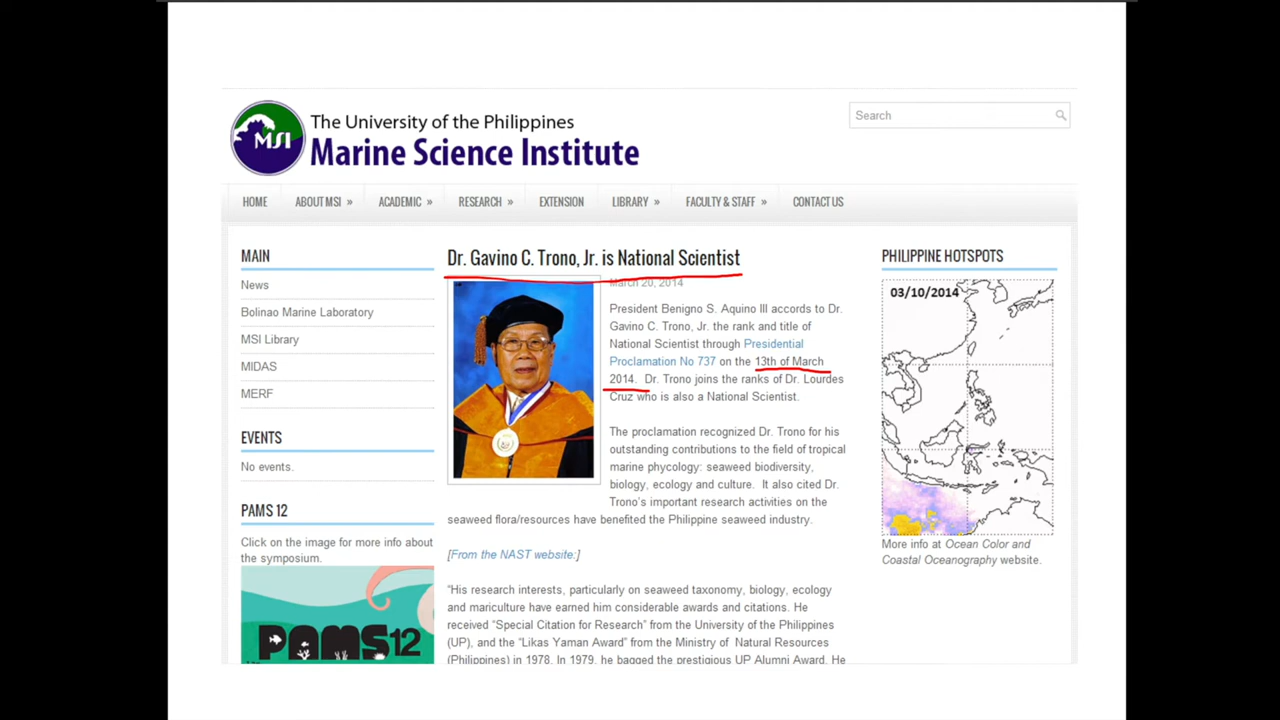 The University of the Philippines
MSI
Marine Science Institute
Search
HOME
ABOUT MSI »
ACADEMIC »
RESEARCH »
EXTENSION
LIBRARY »
FACULTY & STAFF »
CONTACT US
MAIN
News
Bolinao Marine Laboratory
MSI Library
MIDAS
MERF
EVENTS
No events.
PAMS 12
Click on the image for more info about
the symposium.
PAMS12
Dr. Gavino C. Trono, Jr. is National Scientist
March 20, 2014
President Benigno S. Aquino III accords to Dr.
Gavino C. Trono, Jr. the rank and title of
National Scientist through Presidential
Proclamation No 737 on the 13th of March
2014. Dr. Trono joins the ranks of Dr. Lourdes
Cruz who is also a National Scientist.
The proclamation recognized Dr. Trono for his
outstanding contributions to the field of tropical
marine phycology: seaweed biodiversity,
biology, ecology and culture. It also cited Dr.
Trono's important research activities on the
seaweed flora/resources have benefited the Philippine seaweed industry.
[From the NAST website:]
“His research interests, particularly on seaweed taxonomy, biology, ecology
and mariculture have earned him considerable awards and citations. He
received “Special Citation for Research” from the University of the Philippines
(UP), and the “Likas Yaman Award” from the Ministry of Natural Resources
(Philippines) in 1978. In 1979, he bagged the prestigious UP Alumni Award. He
PHILIPPINE HOTSPOTS
03/10/2014
More info at Ocean Color and
Coastal Oceanography website.